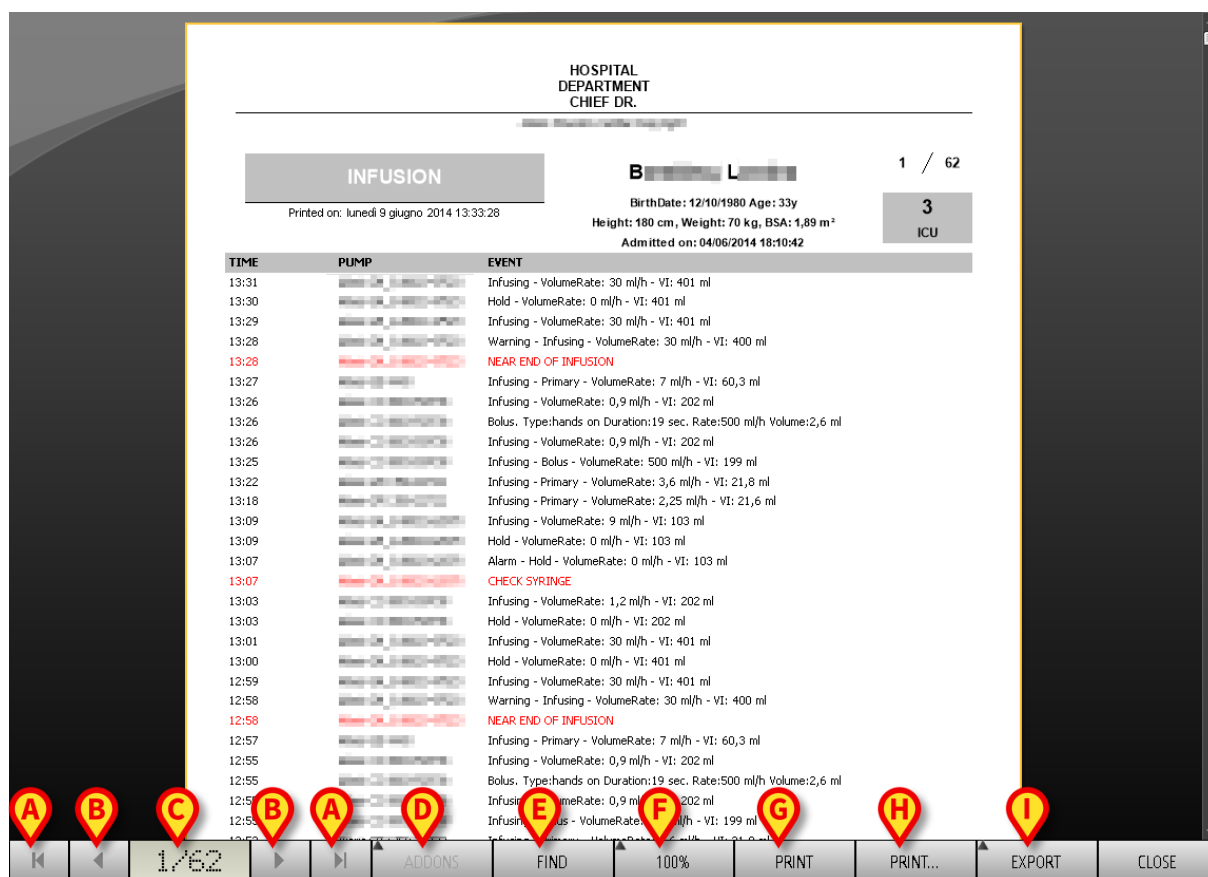 HOSPITAL
DEPARTMENT
CHIEF DR.
INFUSION
B L
1 / 62
Printed on: lunedì 9 giugno 2014 13:33:28
BirthDate: 12/10/1980 Age: 33y
Height: 180 cm, Weight: 70 kg, BSA: 1,89 m²
Admitted on: 04/06/2014 18:10:42
3
ICU
TIME PUMP EVENT
13:31 Infusing - VolumeRate: 30 ml/h - VI: 401 ml
13:30 Hold - VolumeRate: 0 ml/h - VI: 401 ml
13:29 Infusing - VolumeRate: 30 ml/h - VI: 401 ml
13:28 Warning - Infusing - VolumeRate: 30 ml/h - VI: 400 ml
13:28 NEAR END OF INFUSION
13:27 Infusing - Primary - VolumeRate: 7 ml/h - VI: 60,3 ml
13:26 Infusing - VolumeRate: 0,9 ml/h - VI: 202 ml
13:26 Bolus. Type:hands on Duration:19 sec. Rate:500 ml/h Volume:2,6 ml
13:26 Infusing - VolumeRate: 0,9 ml/h - VI: 202 ml
13:25 Infusing - Bolus - VolumeRate: 500 ml/h - VI: 199 ml
13:22 Infusing - Primary - VolumeRate: 3,6 ml/h - VI: 21,8 ml
13:18 Infusing - Primary - VolumeRate: 2,25 ml/h - VI: 21,6 ml
13:09 Infusing - VolumeRate: 9 ml/h - VI: 103 ml
13:09 Hold - VolumeRate: 0 ml/h - VI: 103 ml
13:07 Alarm - Hold - VolumeRate: 0 ml/h - VI: 103 ml
13:07 CHECK SYRINGE
13:03 Infusing - VolumeRate: 1,2 ml/h - VI: 202 ml
13:03 Hold - VolumeRate: 0 ml/h - VI: 202 ml
13:01 Infusing - VolumeRate: 30 ml/h - VI: 401 ml
13:00 Hold - VolumeRate: 0 ml/h - VI: 401 ml
12:59 Infusing - VolumeRate: 30 ml/h - VI: 401 ml
12:58 Warning - Infusing - VolumeRate: 30 ml/h - VI: 400 ml
12:58 NEAR END OF INFUSION
12:57 Infusing - Primary - VolumeRate: 7 ml/h - VI: 60,3 ml
12:55 Infusing - VolumeRate: 0,9 ml/h - VI: 202 ml
12:55 Bolus. Type:hands on Duration:19 sec. Rate:500 ml/h Volume:2,6 ml
0,9 202 ml
VI: 199 ml
A B C B A D E F G H I
1/62 ADDONS FIND 100% PRINT PRINT... EXPORT CLOSE